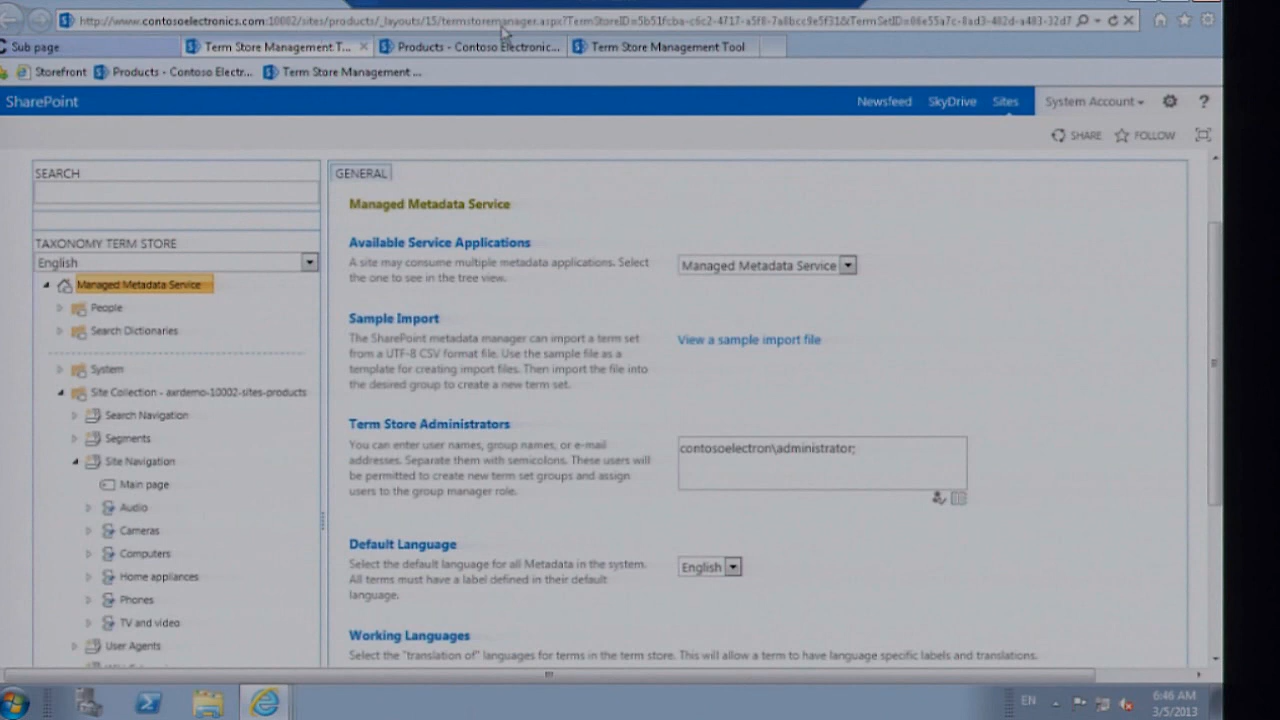 http://www.contosoelectronics.com:10002/sites/products/_layouts/15/termstoremanager.aspx?TermStoreID=5b51fcba-c6c2-4717-a5f8-7a8bcc9e5f31&TermSetID=06e55a7c-8ad3-482d-a483-32d7
Sub page
Term Store Management T...
Products - Contoso Electronic...
Term Store Management Tool
Storefront
Products - Contoso Electr...
Term Store Management ...
SharePoint
Newsfeed
SkyDrive
Sites
System Account
?
SHARE
FOLLOW
SEARCH
TAXONOMY TERM STORE
English
Managed Metadata Service
People
Search Dictionaries
System
Site Collection - awrdemo-10002-sites-products
Search Navigation
Segments
Site Navigation
Main page
Audio
Cameras
Computers
Home appliances
Phones
TV and video
User Agents
GENERAL
Managed Metadata Service
Available Service Applications
A site may consume multiple metadata applications. Select
the one to see in the tree view.
Managed Metadata Service
Sample Import
The SharePoint metadata manager can import a term set
from a UTF-8 CSV format file. Use the sample file as a
template for creating import files. Then import the file into
the desired group to create a new term set.
View a sample import file
Term Store Administrators
You can enter user names, group names, or e-mail
addresses. Separate them with semicolons. These users will
be permitted to create new term set groups and assign
users to the group manager role.
contosoelectron\administrator;
Default Language
Select the default language for all Metadata in the system.
All terms must have a label defined in their default
language.
English
Working Languages
Select the "translation of" languages for terms in the term store. This will allow a term to have language specific labels and translations.
EN
6:46 AM
3/5/2013